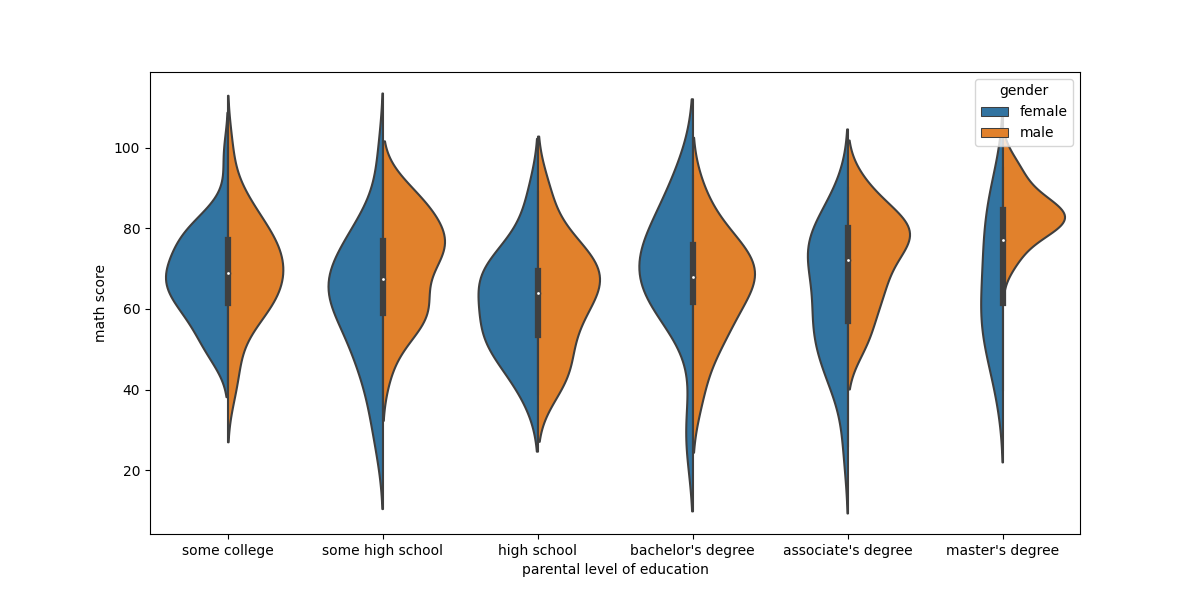 gender
female
male
100
80
60
40
20
math score
some college
some high school
high school
bachelor's degree
associate's degree
master's degree
parental level of education